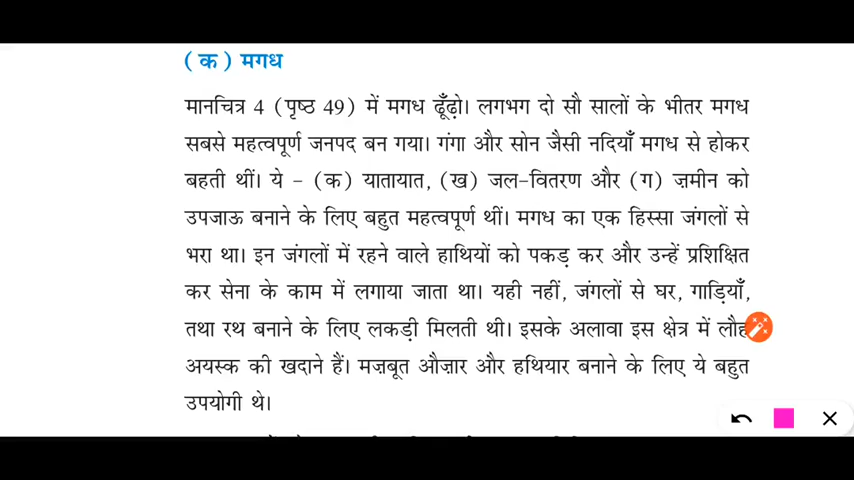 (क) मगध
मानचित्र 4 (पृष्ठ 49) में मगध ढूँढ़ो। लगभग दो सौ सालों के भीतर मगध
सबसे महत्वपूर्ण जनपद बन गया। गंगा और सोन जैसी नदियाँ मगध से होकर
बहती थीं। ये - (क) यातायात, (ख) जल-वितरण और (ग) ज़मीन को
उपजाऊ बनाने के लिए बहुत महत्वपूर्ण थीं। मगध का एक हिस्सा जंगलों से
भरा था। इन जंगलों में रहने वाले हाथियों को पकड़ कर और उन्हें प्रशिक्षित
कर सेना के काम में लगाया जाता था। यही नहीं, जंगलों से घर, गाड़ियाँ,
तथा रथ बनाने के लिए लकड़ी मिलती थी। इसके अलावा इस क्षेत्र में लौह
अयस्क की खदाने हैं। मज़बूत औज़ार और हथियार बनाने के लिए ये बहुत
उपयोगी थे।